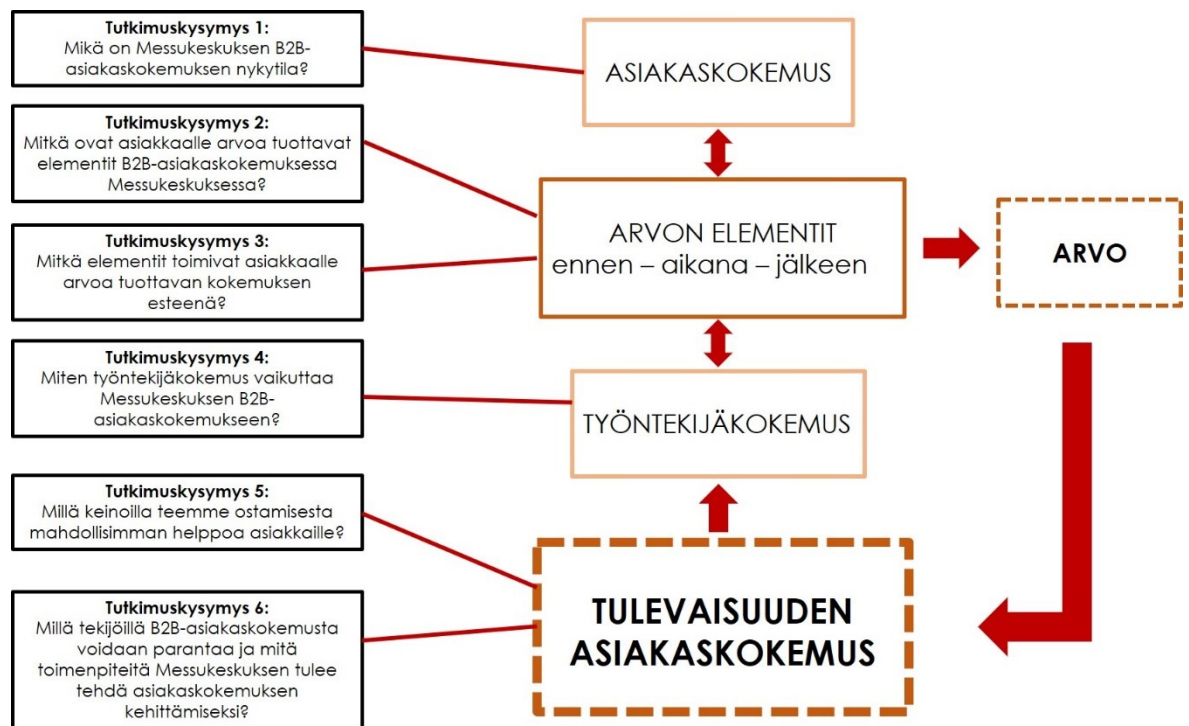 Tutkimuskysymys 1:
Mikä on Messukeskuksen B2B-
asiakaskokemuksen nykytila?
Tutkimuskysymys 2:
Mitkä ovat asiakkaalle arvoa tuottavat
elementit B2B-asiakaskokemuksessa
Messukeskuksessa?
Tutkimuskysymys 3:
Mitkä elementit toimivat asiakkaalle
arvoa tuottavan kokemuksen
esteenä?
Tutkimuskysymys 4:
Miten työntekijäkokemus vaikuttaa
Messukeskuksen B2B-
asiakaskokemukseen?
Tutkimuskysymys 5:
Millä keinoilla teemme ostamisesta
mahdollisimman helppoa asiakkaille?
Tutkimuskysymys 6:
Millä tekijöillä B2B-asiakaskokemusta
voidaan parantaa ja mitä
toimenpiteitä Messukeskuksen tulee
tehdä asiakaskokemuksen
kehittämiseksi?
ASIAKASKOKEMUS
ARVON ELEMENTIT
ennen – aikana – jälkeen
TYÖNTEKIJÄKOKEMUS
TULEVAISUUDEN
ASIAKASKOKEMUS
ARVO